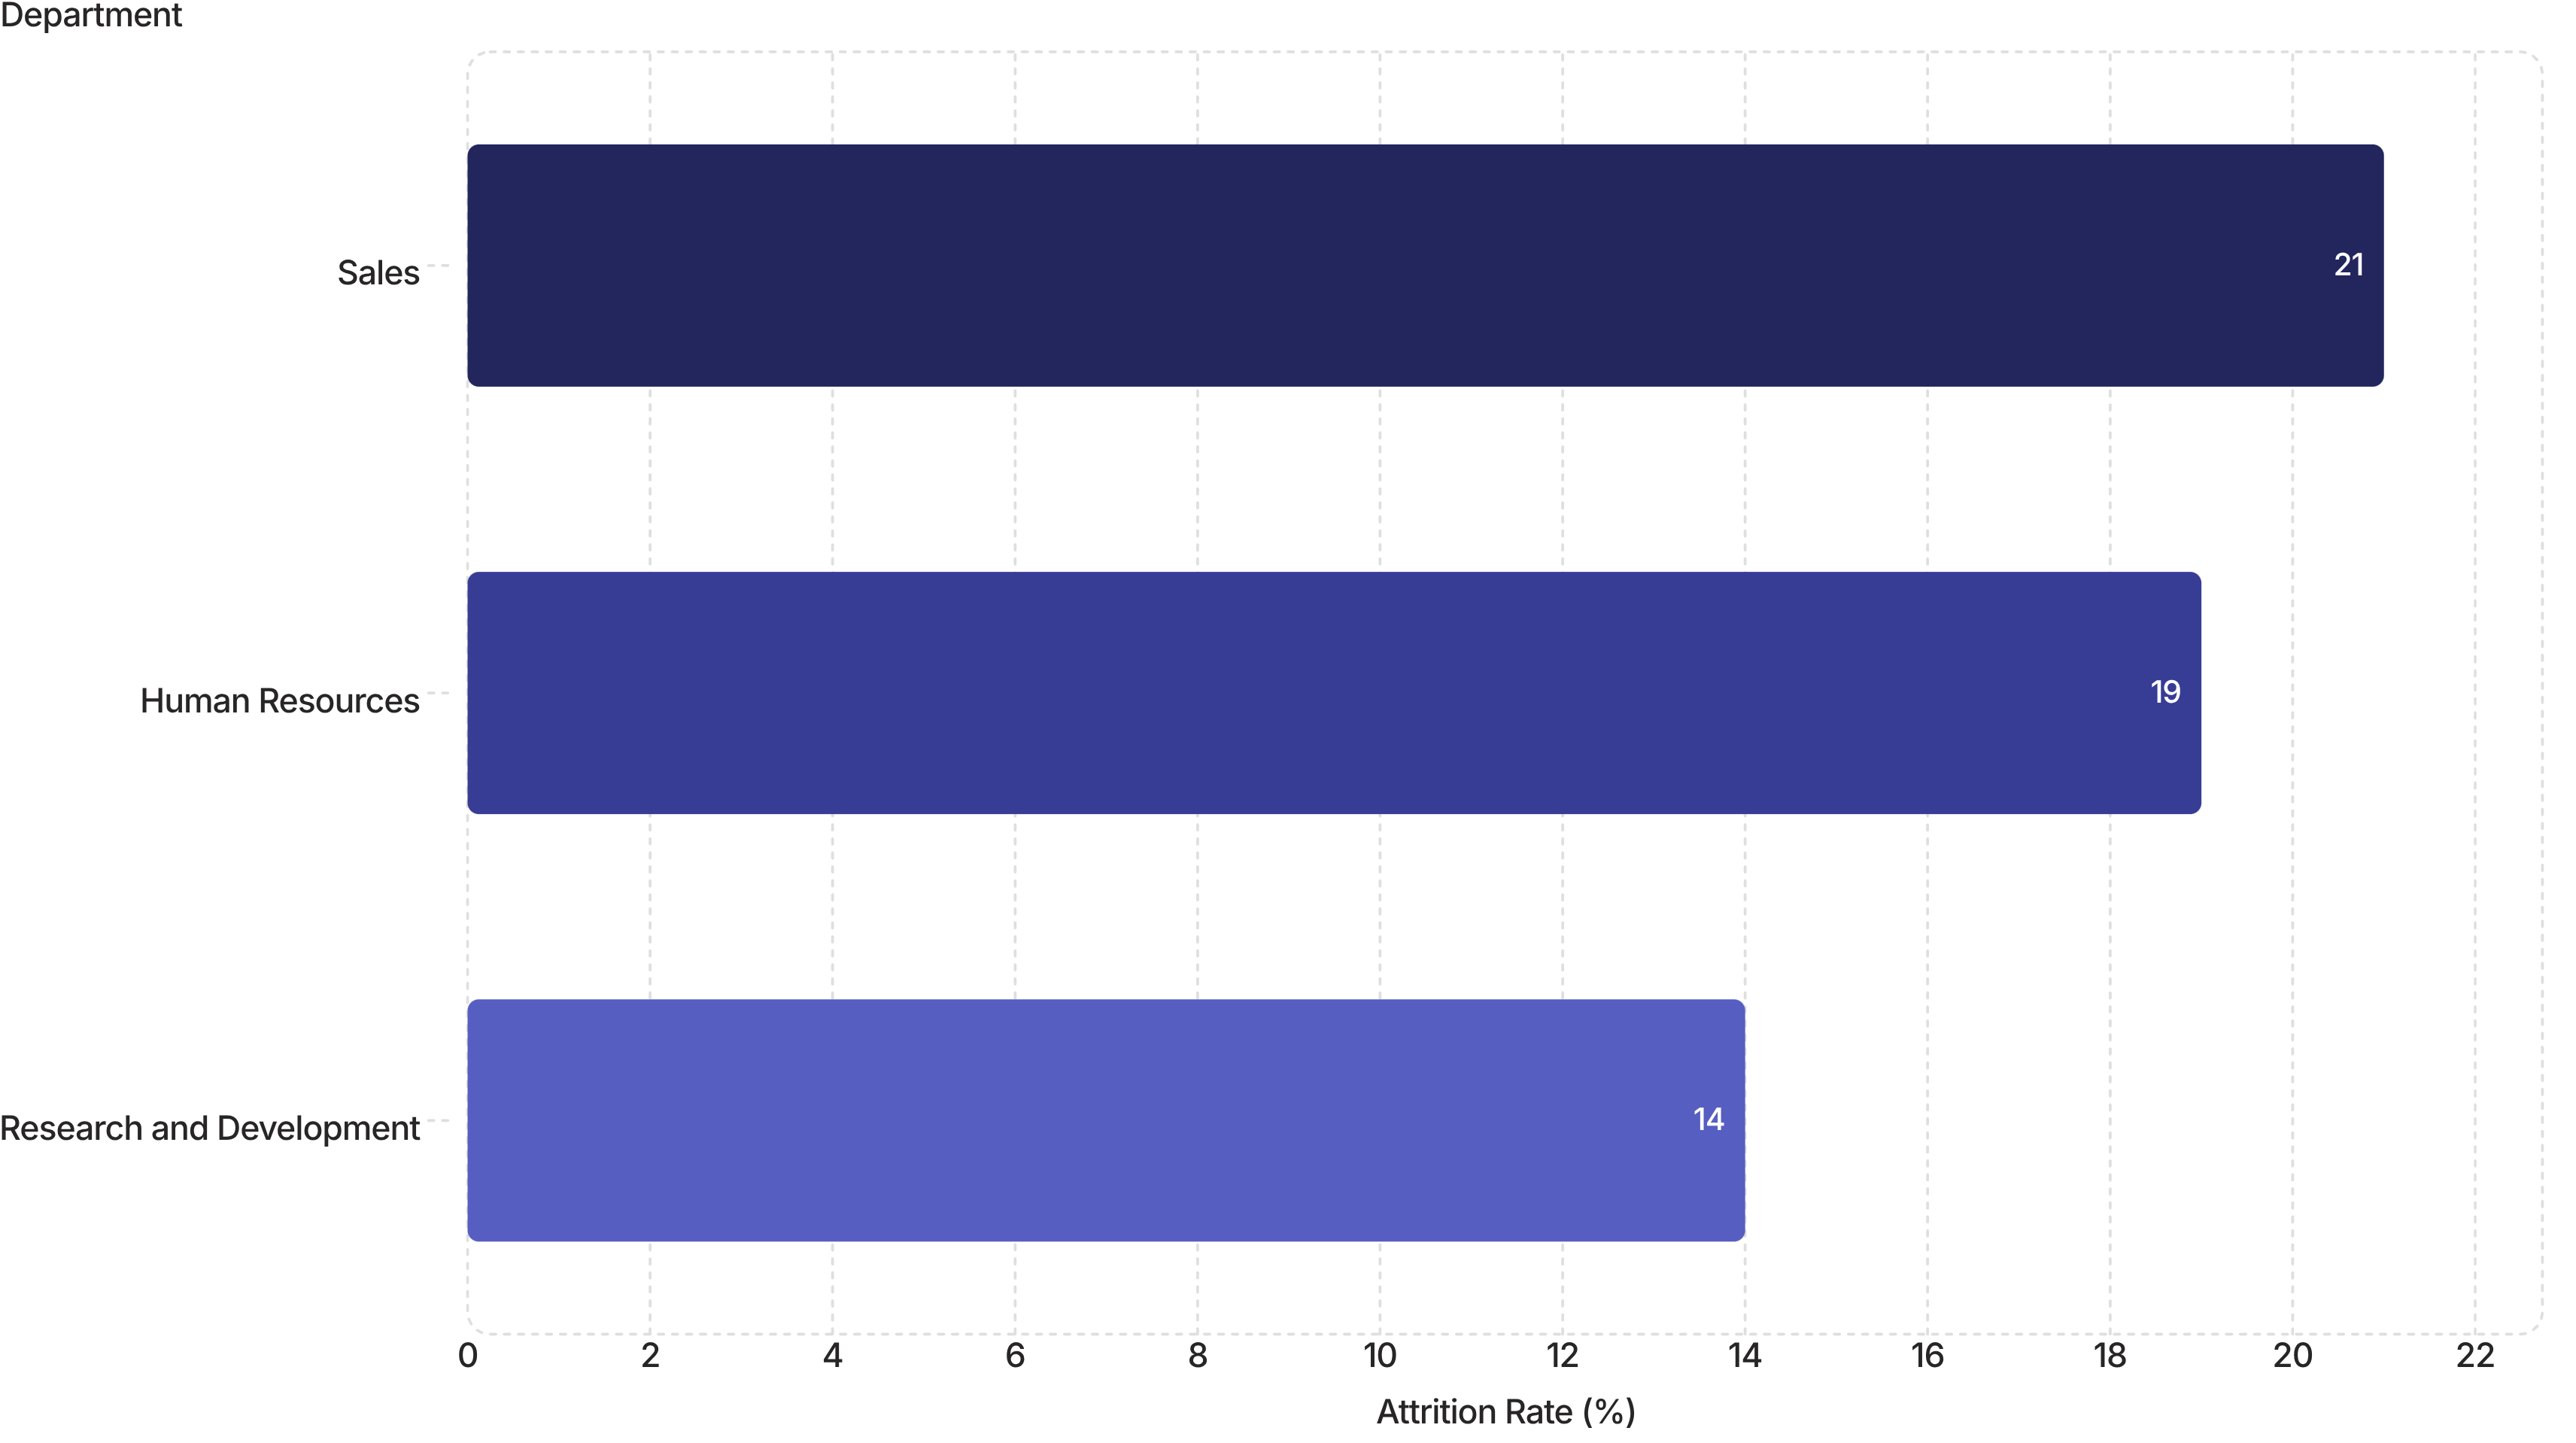 Department
Sales
21
Human Resources
19
Research and Development
14
0 2 4 6 8 10 12 14 16 18 20 22
Attrition Rate (%)